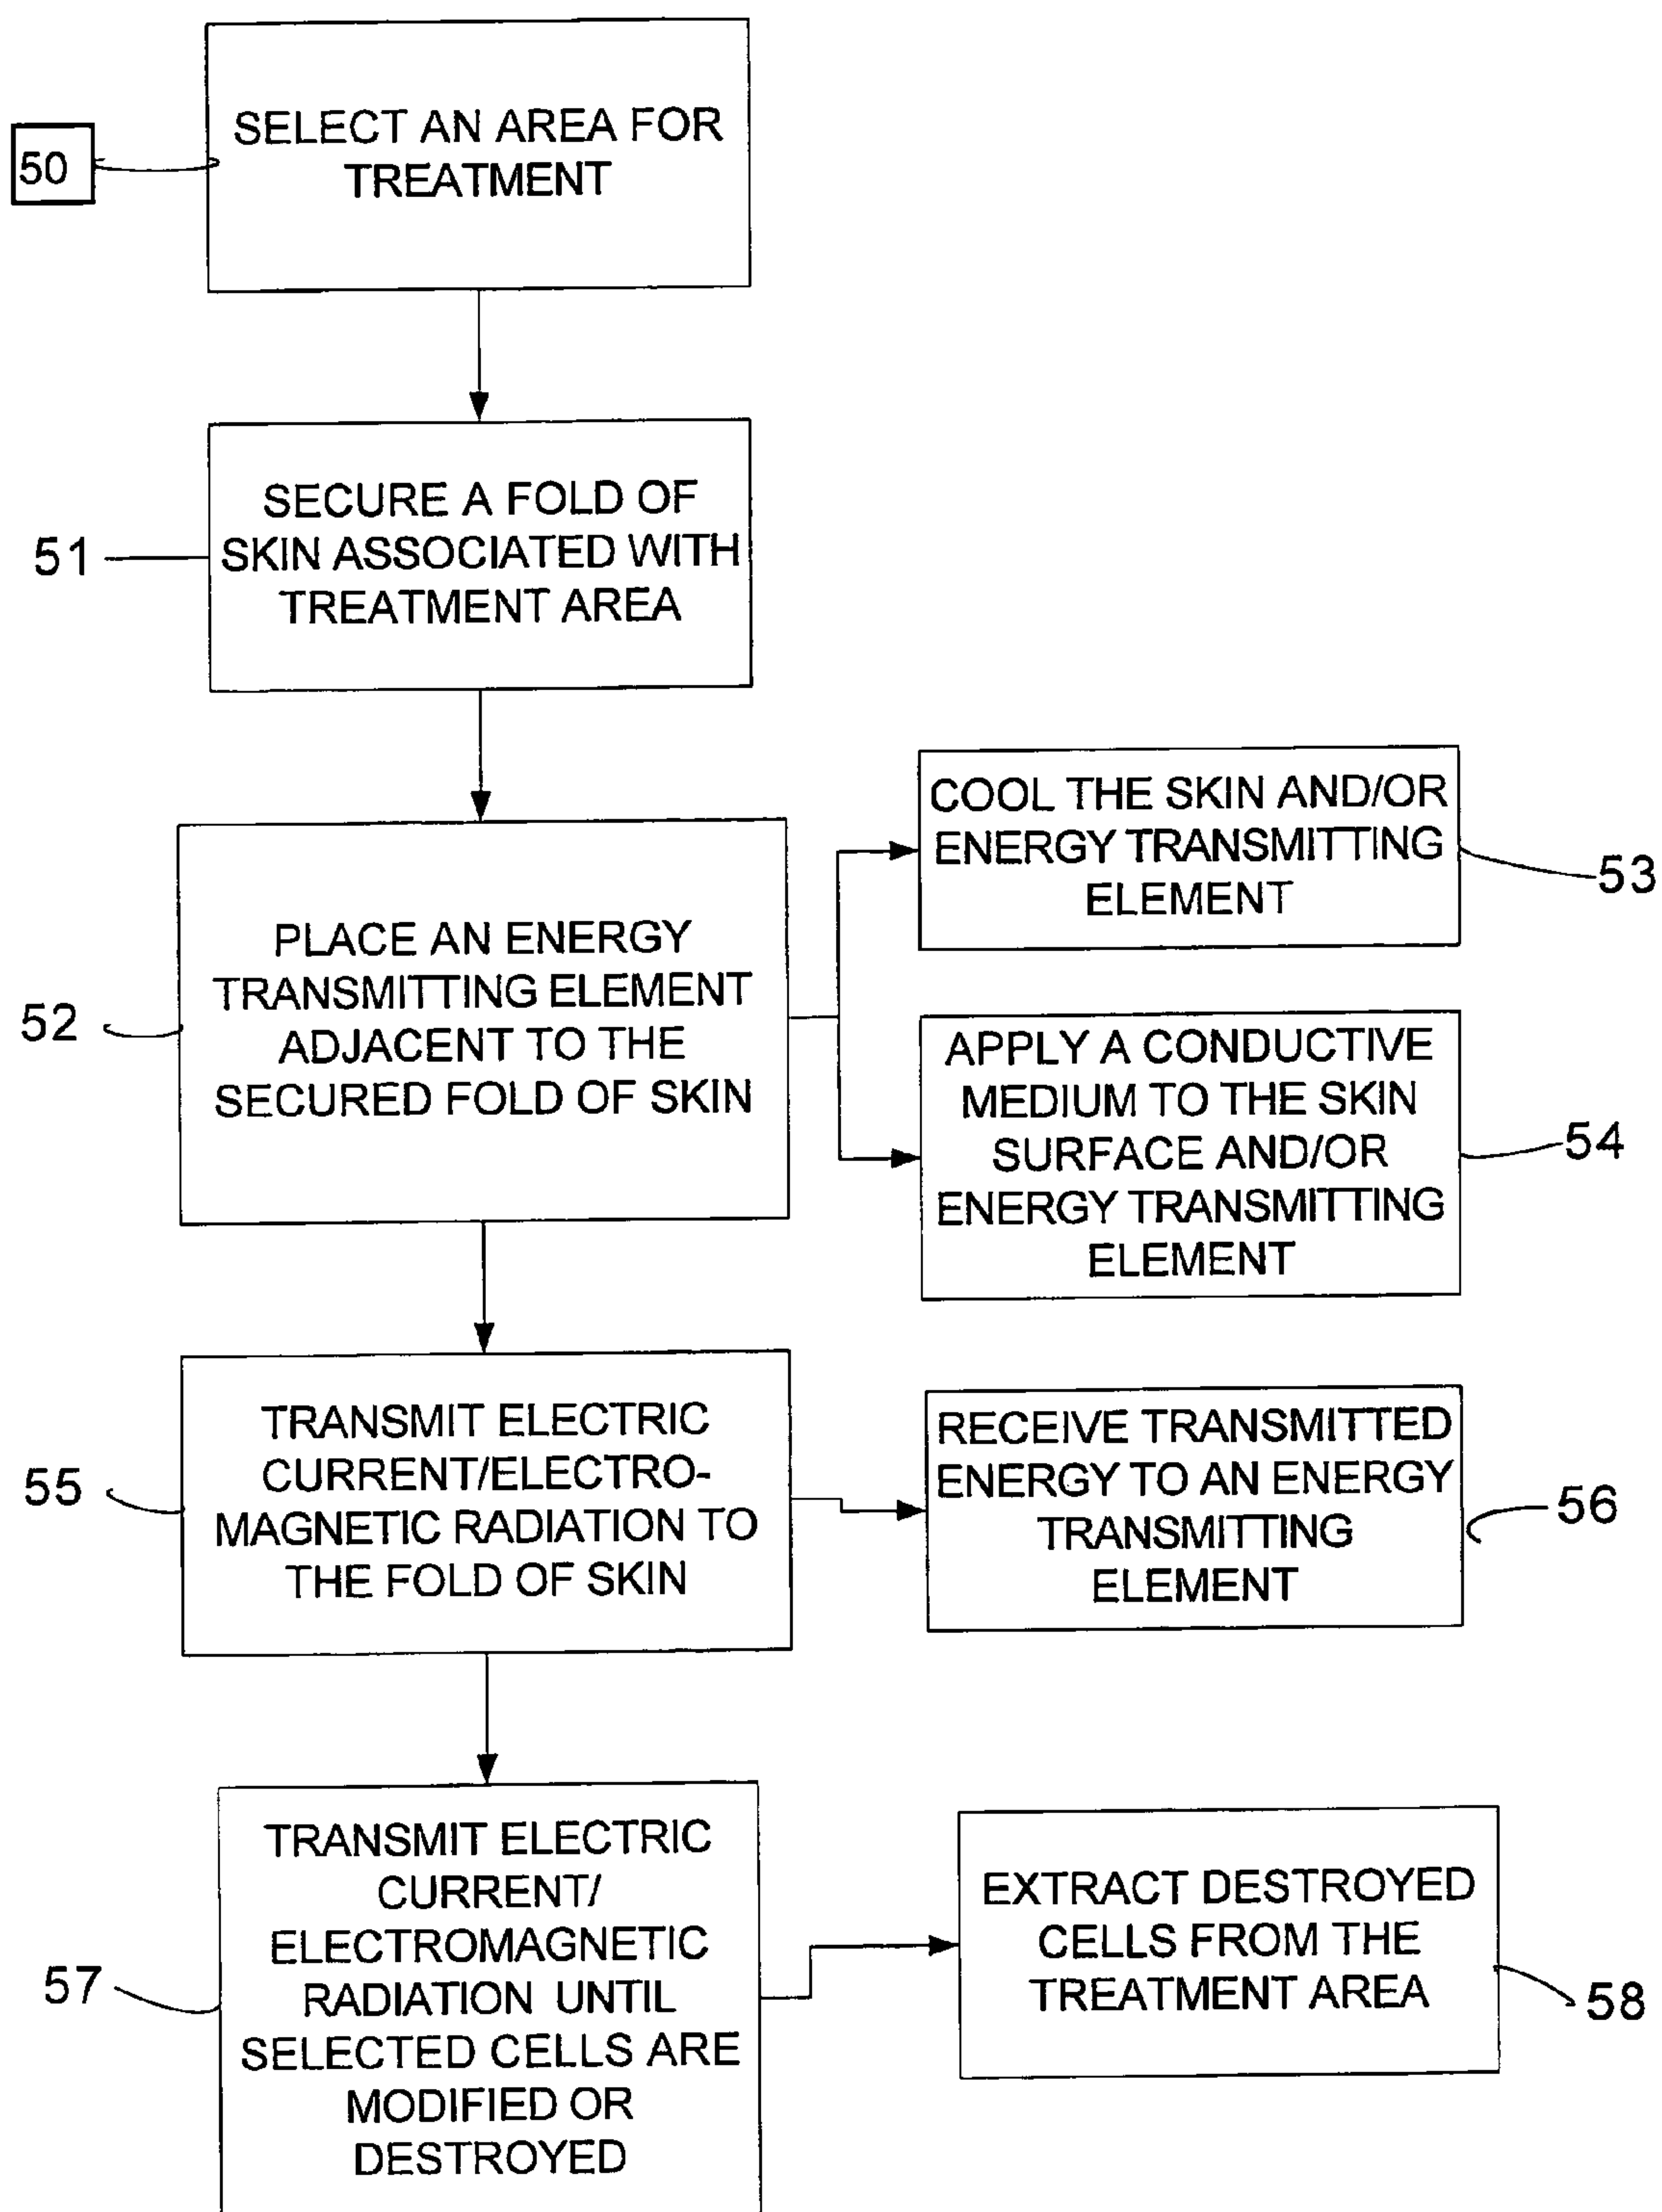 50
SELECT AN AREA FOR
TREATMENT
51
SECURE A FOLD OF
SKIN ASSOCIATED WITH
TREATMENT AREA
52
PLACE AN ENERGY
TRANSMITTING ELEMENT
ADJACENT TO THE
SECURED FOLD OF SKIN
COOL THE SKIN AND/OR
ENERGY TRANSMITTING
ELEMENT
53
APPLY A CONDUCTIVE
MEDIUM TO THE SKIN
SURFACE AND/OR
ENERGY TRANSMITTING
ELEMENT
54
55
TRANSMIT ELECTRIC
CURRENT/ELECTRO-
MAGNETIC RADIATION TO
THE FOLD OF SKIN
RECEIVE TRANSMITTED
ENERGY TO AN ENERGY
TRANSMITTING
ELEMENT
56
57
TRANSMIT ELECTRIC
CURRENT/
ELECTROMAGNETIC
RADIATION UNTIL
SELECTED CELLS ARE
MODIFIED OR
DESTROYED
EXTRACT DESTROYED
CELLS FROM THE
TREATMENT AREA
58